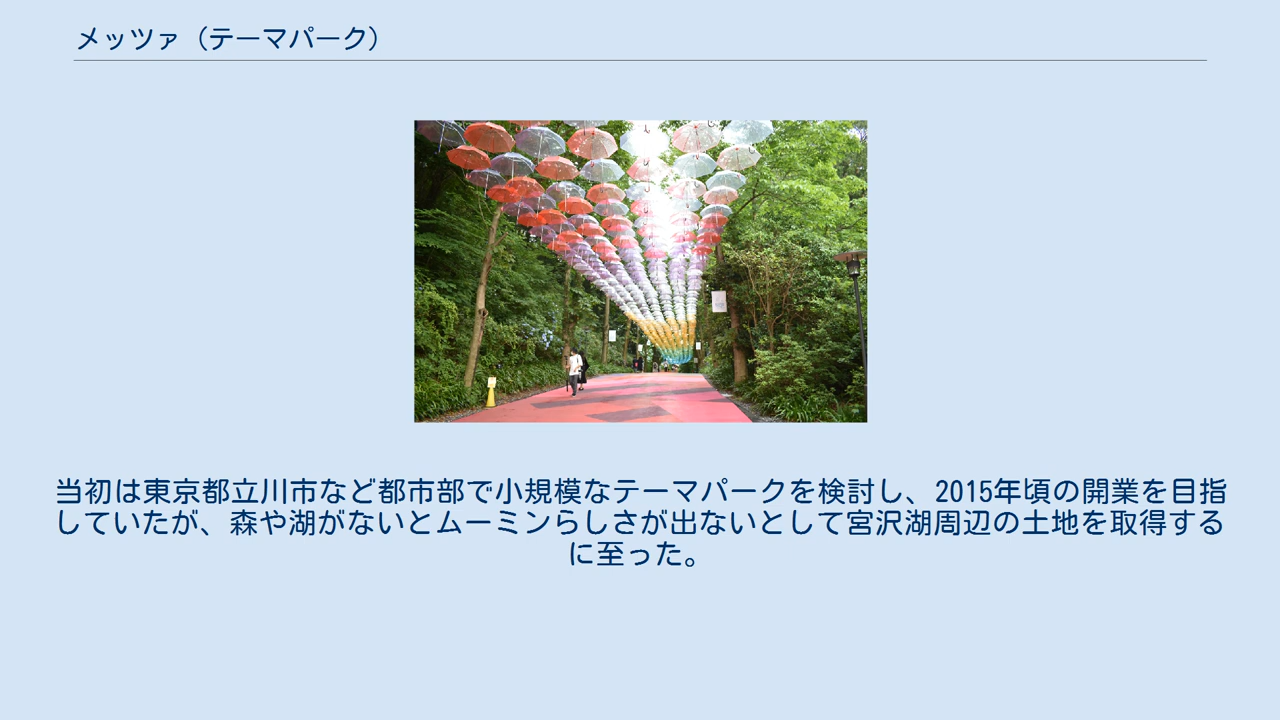 メッツァ（テーマパーク）
当初は東京都立川市など都市部で小規模なテーマパークを検討し、2015年頃の開業を目指
していたが、森や湖がないとムーミンらしさが出ないとして宮沢湖周辺の土地を取得する
に至った。